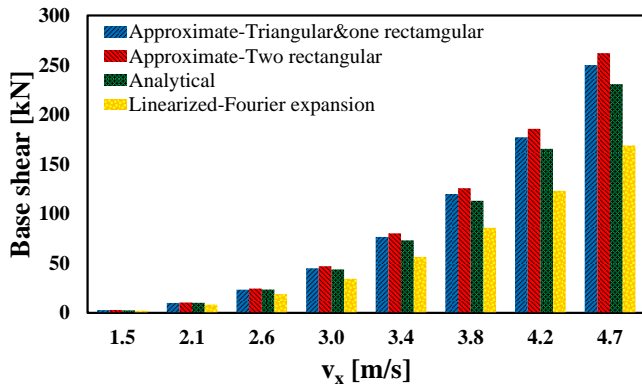 300
250
200
150
100
50
0
Base shear [kN]
Approximate-Triangular&one rectamgular
Approximate-Two rectangular
Analytical
Linearized-Fourier expansion
1.5 2.1 2.6 3.0 3.4 3.8 4.2 4.7
vₓ [m/s]